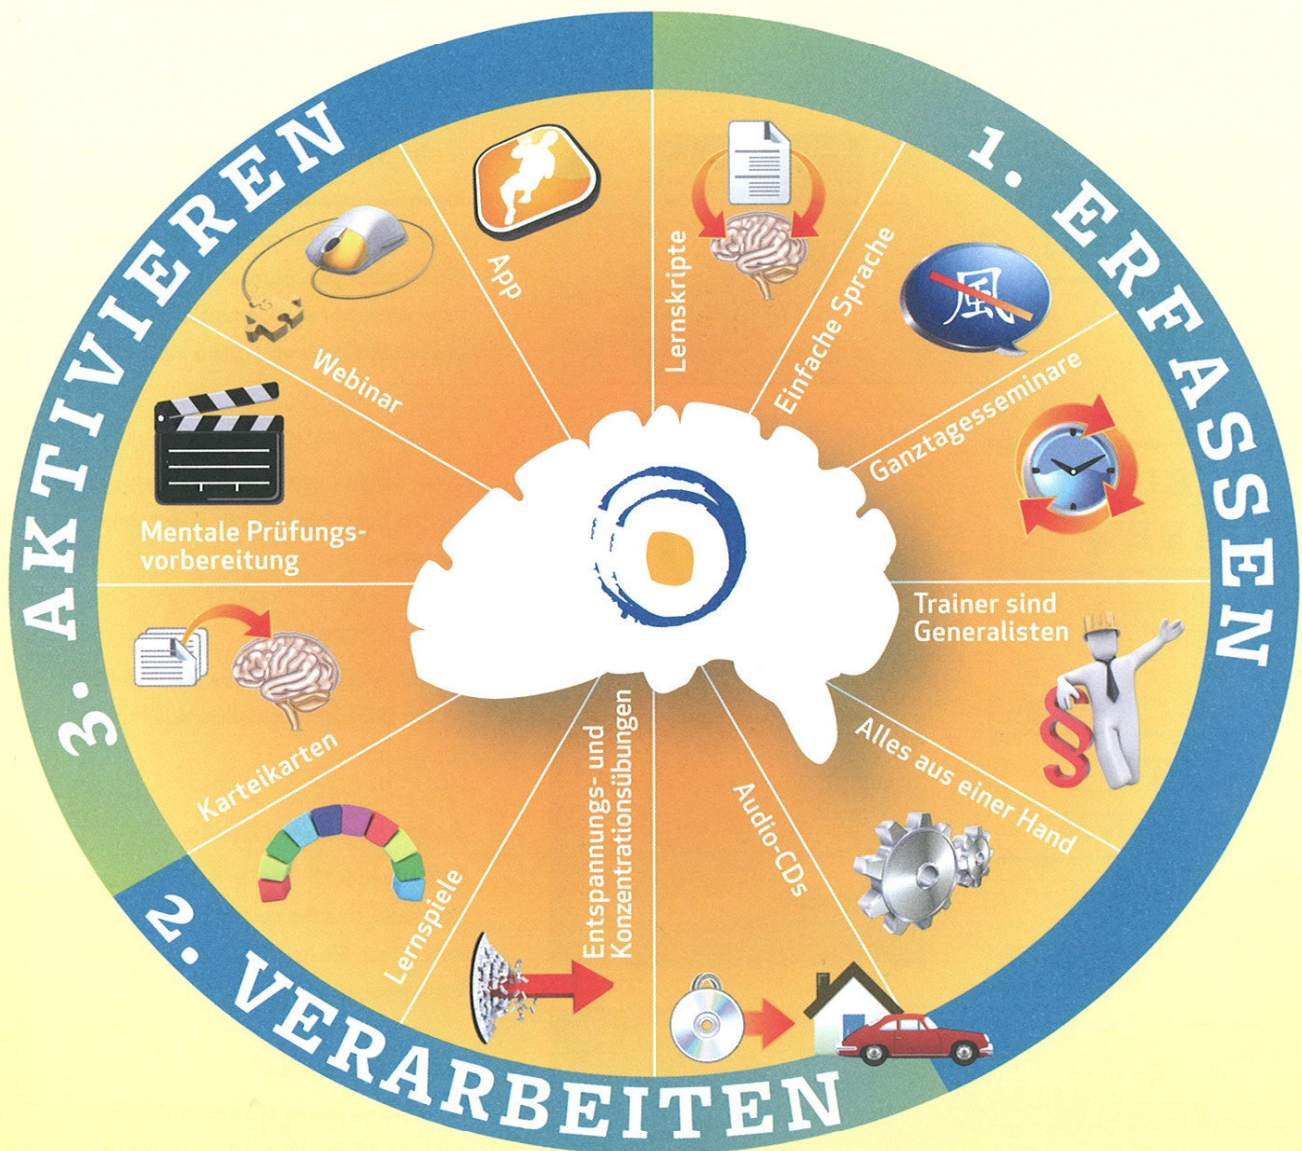 1. ERFASSEN
Lernskripte
Einfache Sprache
風
Ganztagesseminare
Trainer sind
Generalisten
§
Alles aus einer Hand
2. VERARBEITEN
Audio-CDs
Entspannungs- und
Konzentrationsübungen
Lernspiele
3. AKTIVIEREN
Karteikarten
Mentale Prüfungs-
vorbereitung
Webinar
App